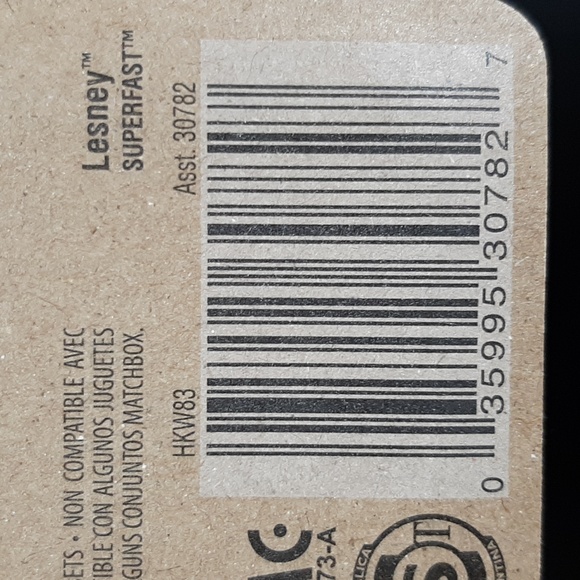 Lesney™
SUPERFAST™
ETS • NON COMPATIBLE AVEC
IBLE CON ALGUNOS JUGUETES
GUNS CONJUNTOS MATCHBOX.
HKW83 Asst. 30782
0 35995 30782 7
73-A